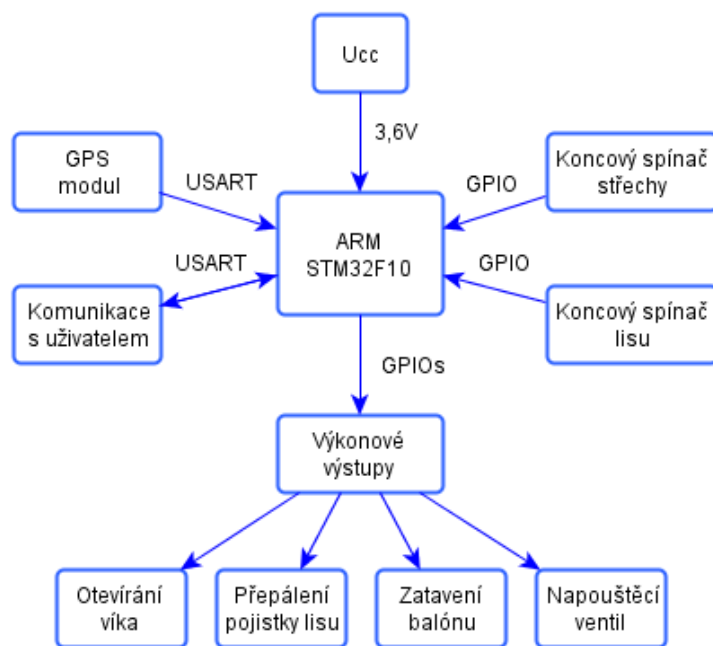 Ucc
3,6V
GPS
modul
USART
GPIO
Koncový spínač
střechy
ARM
STM32F10
USART
GPIO
Komunikace
s uživatelem
Koncový spínač
lisu
GPIOs
Výkonové
výstupy
Otevírání
víka
Přepálení
pojistky lisu
Zatavení
balónu
Napouštěcí
ventil